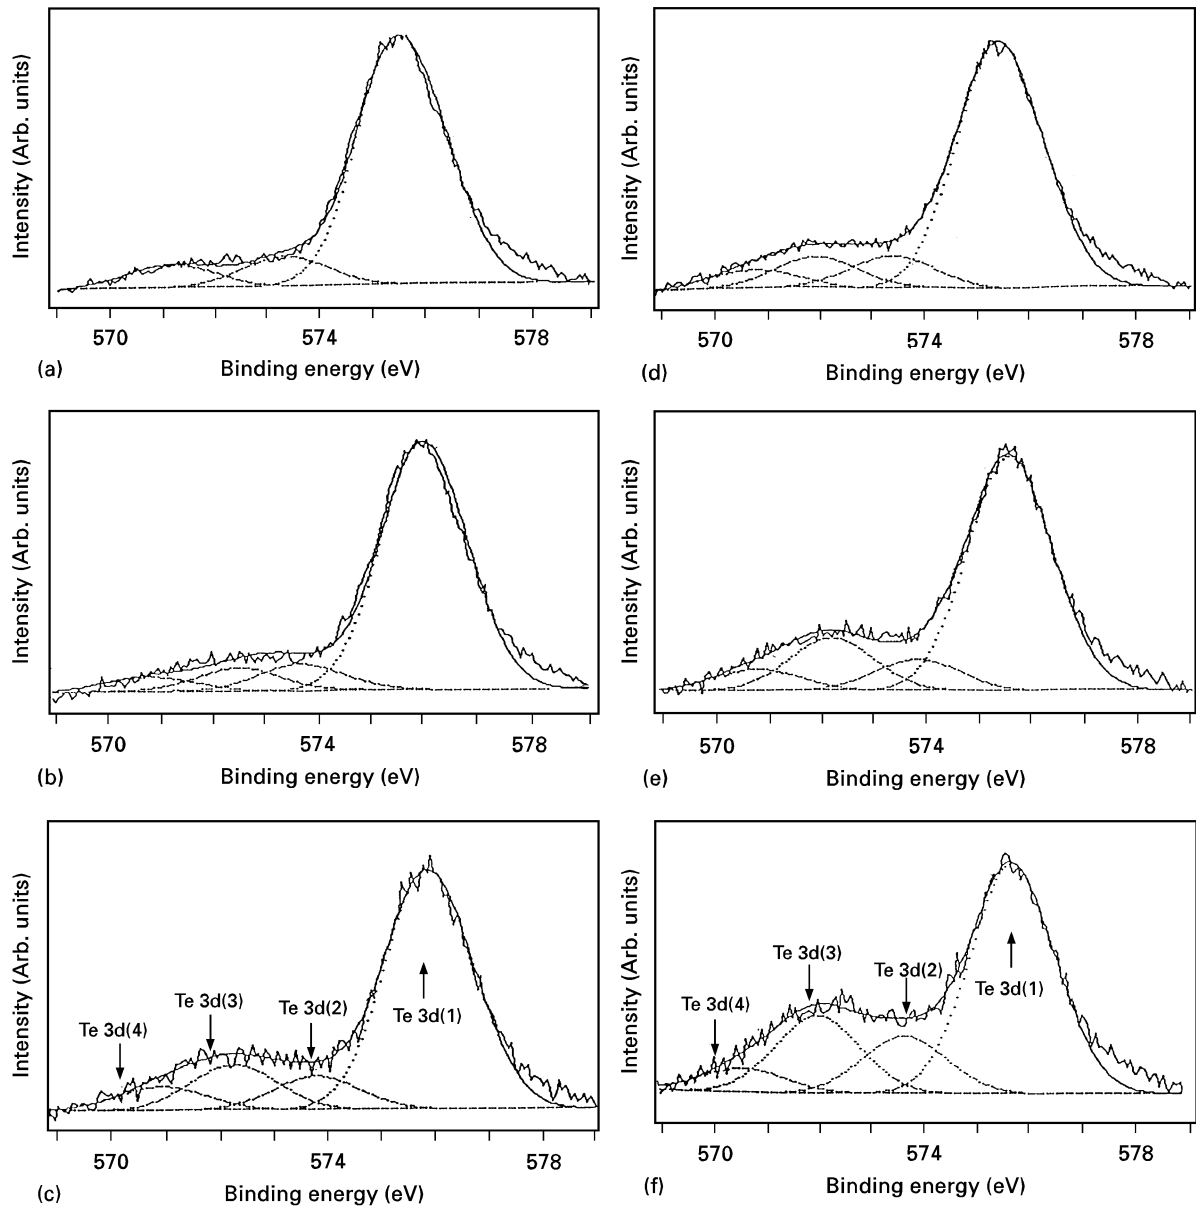 Intensity (Arb. units)
570 574 578
(a) Binding energy (eV)
Intensity (Arb. units)
570 574 578
(d) Binding energy (eV)
Intensity (Arb. units)
570 574 578
(b) Binding energy (eV)
Intensity (Arb. units)
570 574 578
(e) Binding energy (eV)
Intensity (Arb. units)
Te 3d(4)
Te 3d(3)
Te 3d(2)
Te 3d(1)
570 574 578
(c) Binding energy (eV)
Intensity (Arb. units)
Te 3d(4)
Te 3d(3)
Te 3d(2)
Te 3d(1)
570 574 578
(f) Binding energy (eV)